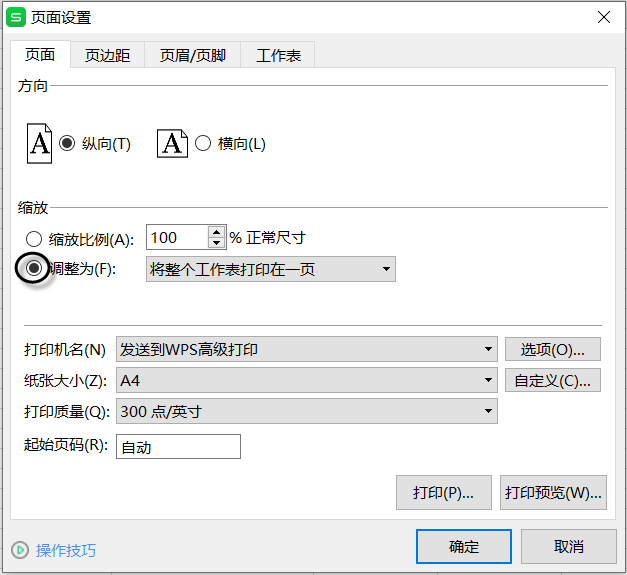 页面设置
页面 页边距 页眉/页脚 工作表
方向
A 纵向(T) A 横向(L)
缩放
缩放比例(A): 100 % 正常尺寸
调整为(F): 将整个工作表打印在一页
打印机名(N) 发送到WPS高级打印 选项(O)...
纸张大小(Z): A4 自定义(C)...
打印质量(Q): 300 点/英寸
起始页码(R): 自动
打印(P)... 打印预览(W)...
操作技巧 确定 取消